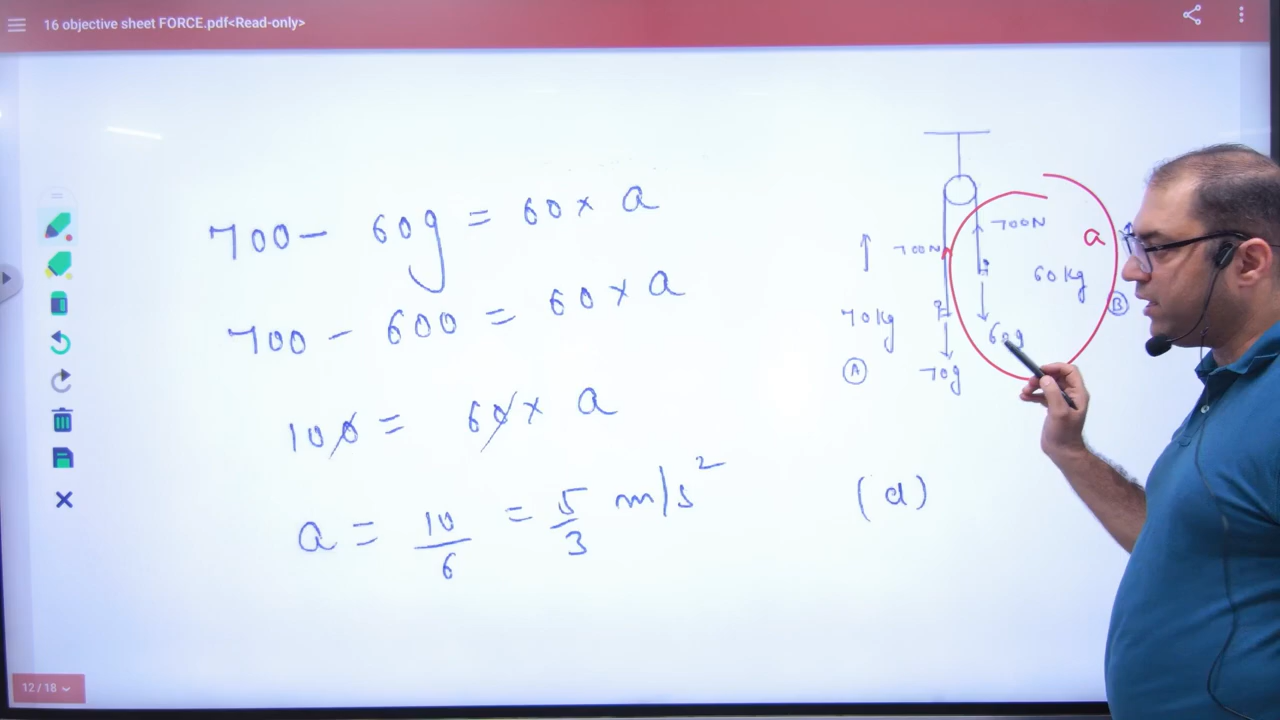 16 objective sheet FORCE.pdf<Read-only>
700 - 60g = 60 × a
700 - 600 = 60 × a
100 = 60 × a
a = 10/6 = 5/3 m/s²
700N
700N
a
60kg
B
70kg
60g
A
70g
(d)
12 / 18